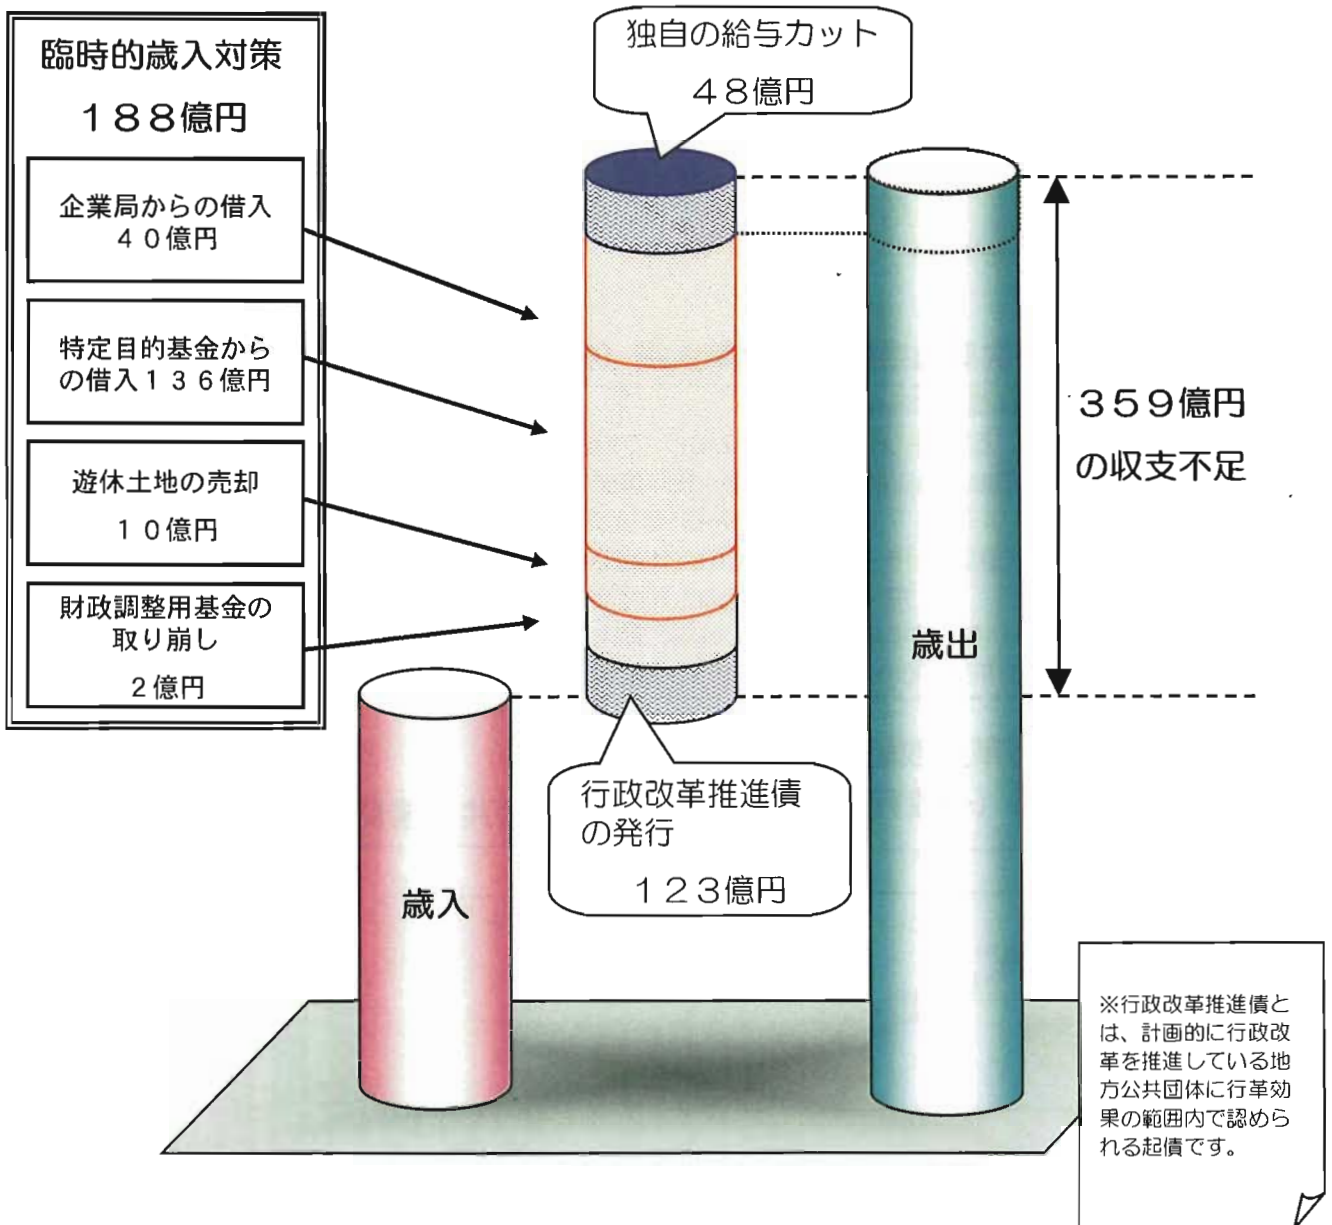 臨時的歳入対策
１８８億円
企業局からの借入
４０億円
特定目的基金から
の借入１３６億円
遊休土地の売却
１０億円
財政調整用基金の
取り崩し
２億円
独自の給与カット
４８億円
３５９億円
の収支不足
歳出
行政改革推進債
の発行
１２３億円
歳入
※行政改革推進債と
は、計画的に行政改
革を推進している地
方公共団体に行革効
果の範囲内で認めら
れる起債です。